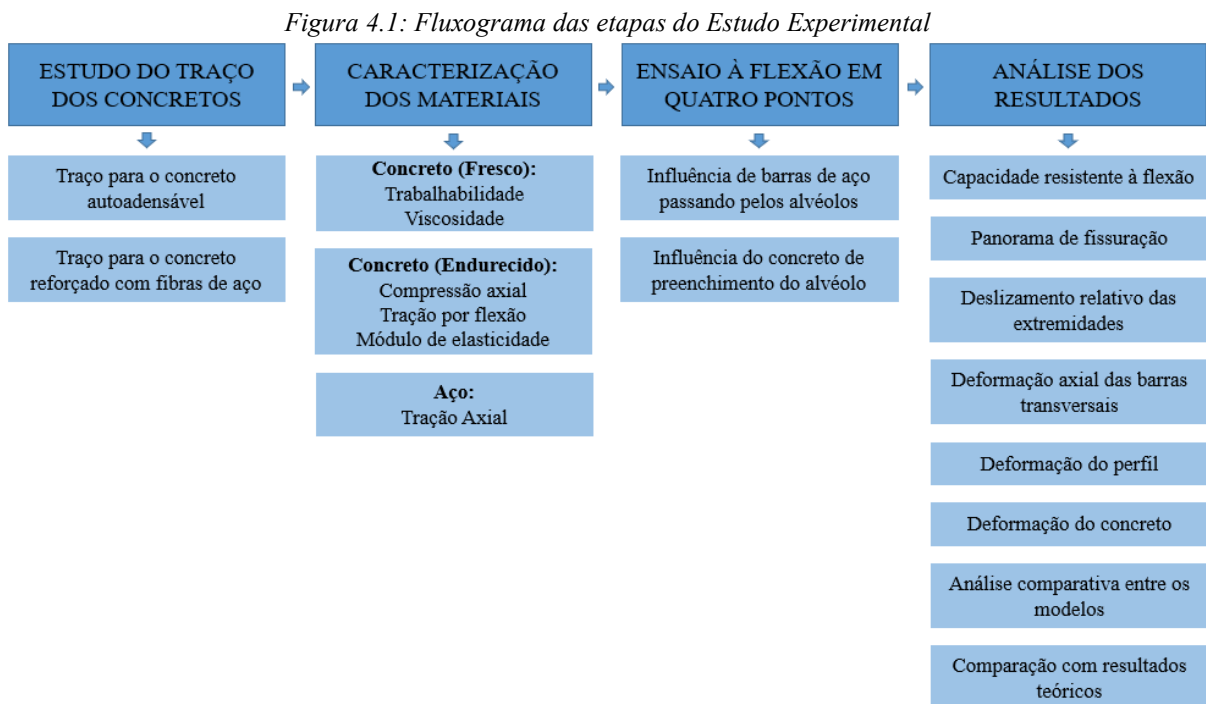 Figura 4.1: Fluxograma das etapas do Estudo Experimental
ESTUDO DO TRAÇO
DOS CONCRETOS
Traço para o concreto
autoadensável
Traço para o concreto
reforçado com fibras de aço
CARACTERIZAÇÃO
DOS MATERIAIS
Concreto (Fresco):
Trabalhabilidade
Viscosidade
Concreto (Endurecido):
Compressão axial
Tração por flexão
Módulo de elasticidade
Aço:
Tração Axial
ENSAIO À FLEXÃO EM
QUATRO PONTOS
Influência de barras de aço
passando pelos alvéolos
Influência do concreto de
preenchimento do alvéolo
ANÁLISE DOS
RESULTADOS
Capacidade resistente à flexão
Panorama de fissuração
Deslizamento relativo das
extremidades
Deformação axial das barras
transversais
Deformação do perfil
Deformação do concreto
Análise comparativa entre os
modelos
Comparação com resultados
teóricos